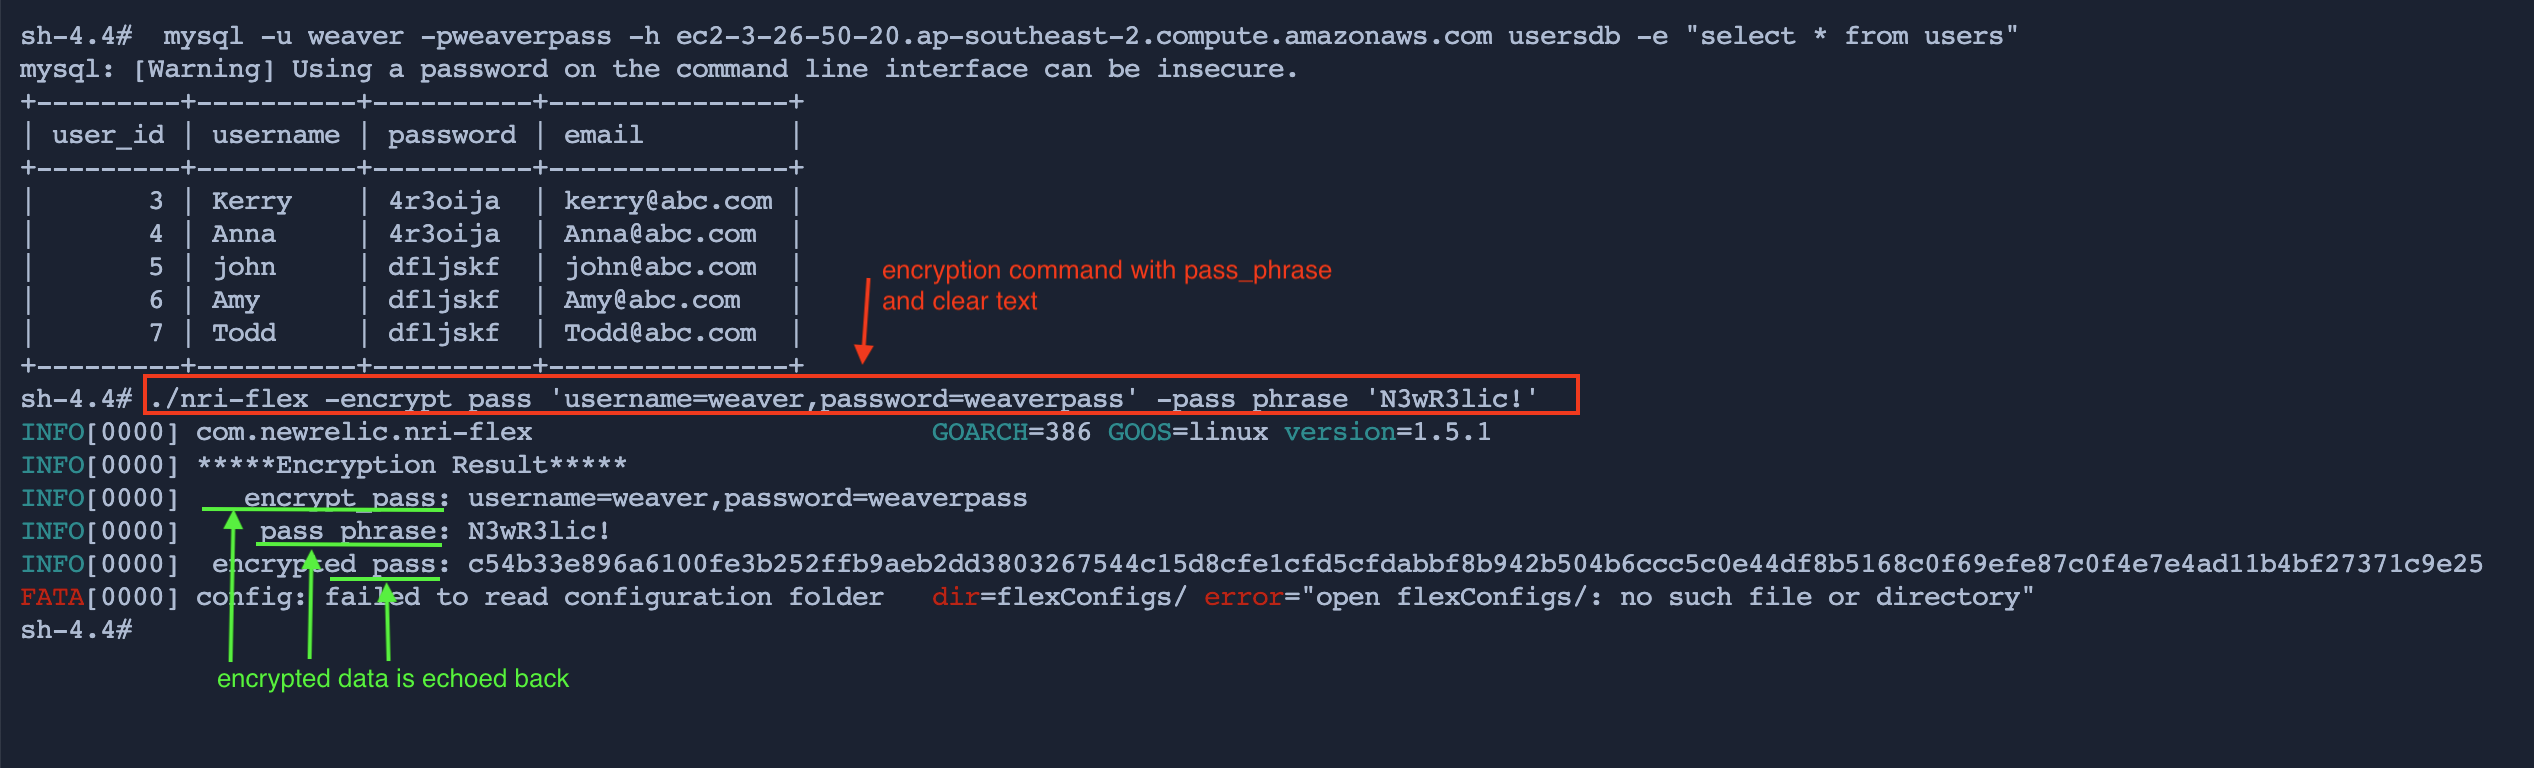 sh-4.4#  mysql -u weaver -pweaverpass -h ec2-3-26-50-20.ap-southeast-2.compute.amazonaws.com usersdb -e "select * from users"
mysql: [Warning] Using a password on the command line interface can be insecure.
+---------+----------+----------+---------------+
| user_id | username | password | email         |
+---------+----------+----------+---------------+
|       3 | Kerry    | 4r3oija  | kerry@abc.com |
|       4 | Anna     | 4r3oija  | Anna@abc.com  |
|       5 | john     | dfljskf  | john@abc.com  |
|       6 | Amy      | dfljskf  | Amy@abc.com   |
|       7 | Todd     | dfljskf  | Todd@abc.com  |
+---------+----------+----------+---------------+
encryption command with pass_phrase
and clear text
sh-4.4# ./nri-flex -encrypt_pass 'username=weaver,password=weaverpass' -pass_phrase 'N3wR3lic!'
INFO[0000] com.newrelic.nri-flex                         GOARCH=386 GOOS=linux version=1.5.1
INFO[0000] *****Encryption Result*****
INFO[0000]    encrypt_pass: username=weaver,password=weaverpass
INFO[0000]     pass_phrase: N3wR3lic!
INFO[0000]  encrypted_pass: c54b33e896a6100fe3b252ffb9aeb2dd3803267544c15d8cfe1cfd5cfdabbf8b942b504b6ccc5c0e44df8b5168c0f69efe87c0f4e7e4ad11b4bf27371c9e25
FATA[0000] config: failed to read configuration folder   dir=flexConfigs/ error="open flexConfigs/: no such file or directory"
sh-4.4#
encrypted data is echoed back